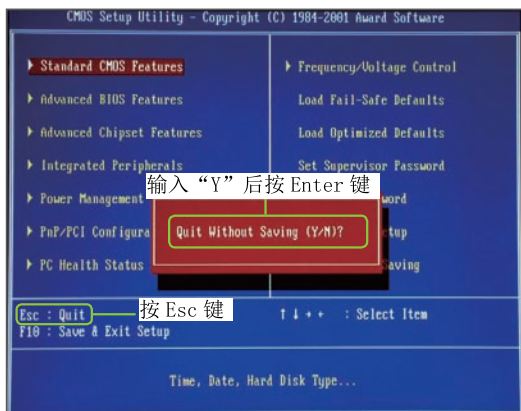 CMOS Setup Utility - Copyright (C) 1984-2001 Award Software
Standard CMOS Features
Advanced BIOS Features
Advanced Chipset Features
Integrated Peripherals
Power Management
PnP/PCI Configura
PC Health Status
Frequency/Voltage Control
Load Fail-Safe Defaults
Load Optimized Defaults
Set Supervisor Password
word
etup
Saving
输入“Y”后按 Enter 键
Quit Without Saving (Y/N)?
Esc : Quit
按 Esc 键
F10 : Save & Exit Setup
↑ ↓ → ← : Select Item
Time, Date, Hard Disk Type...